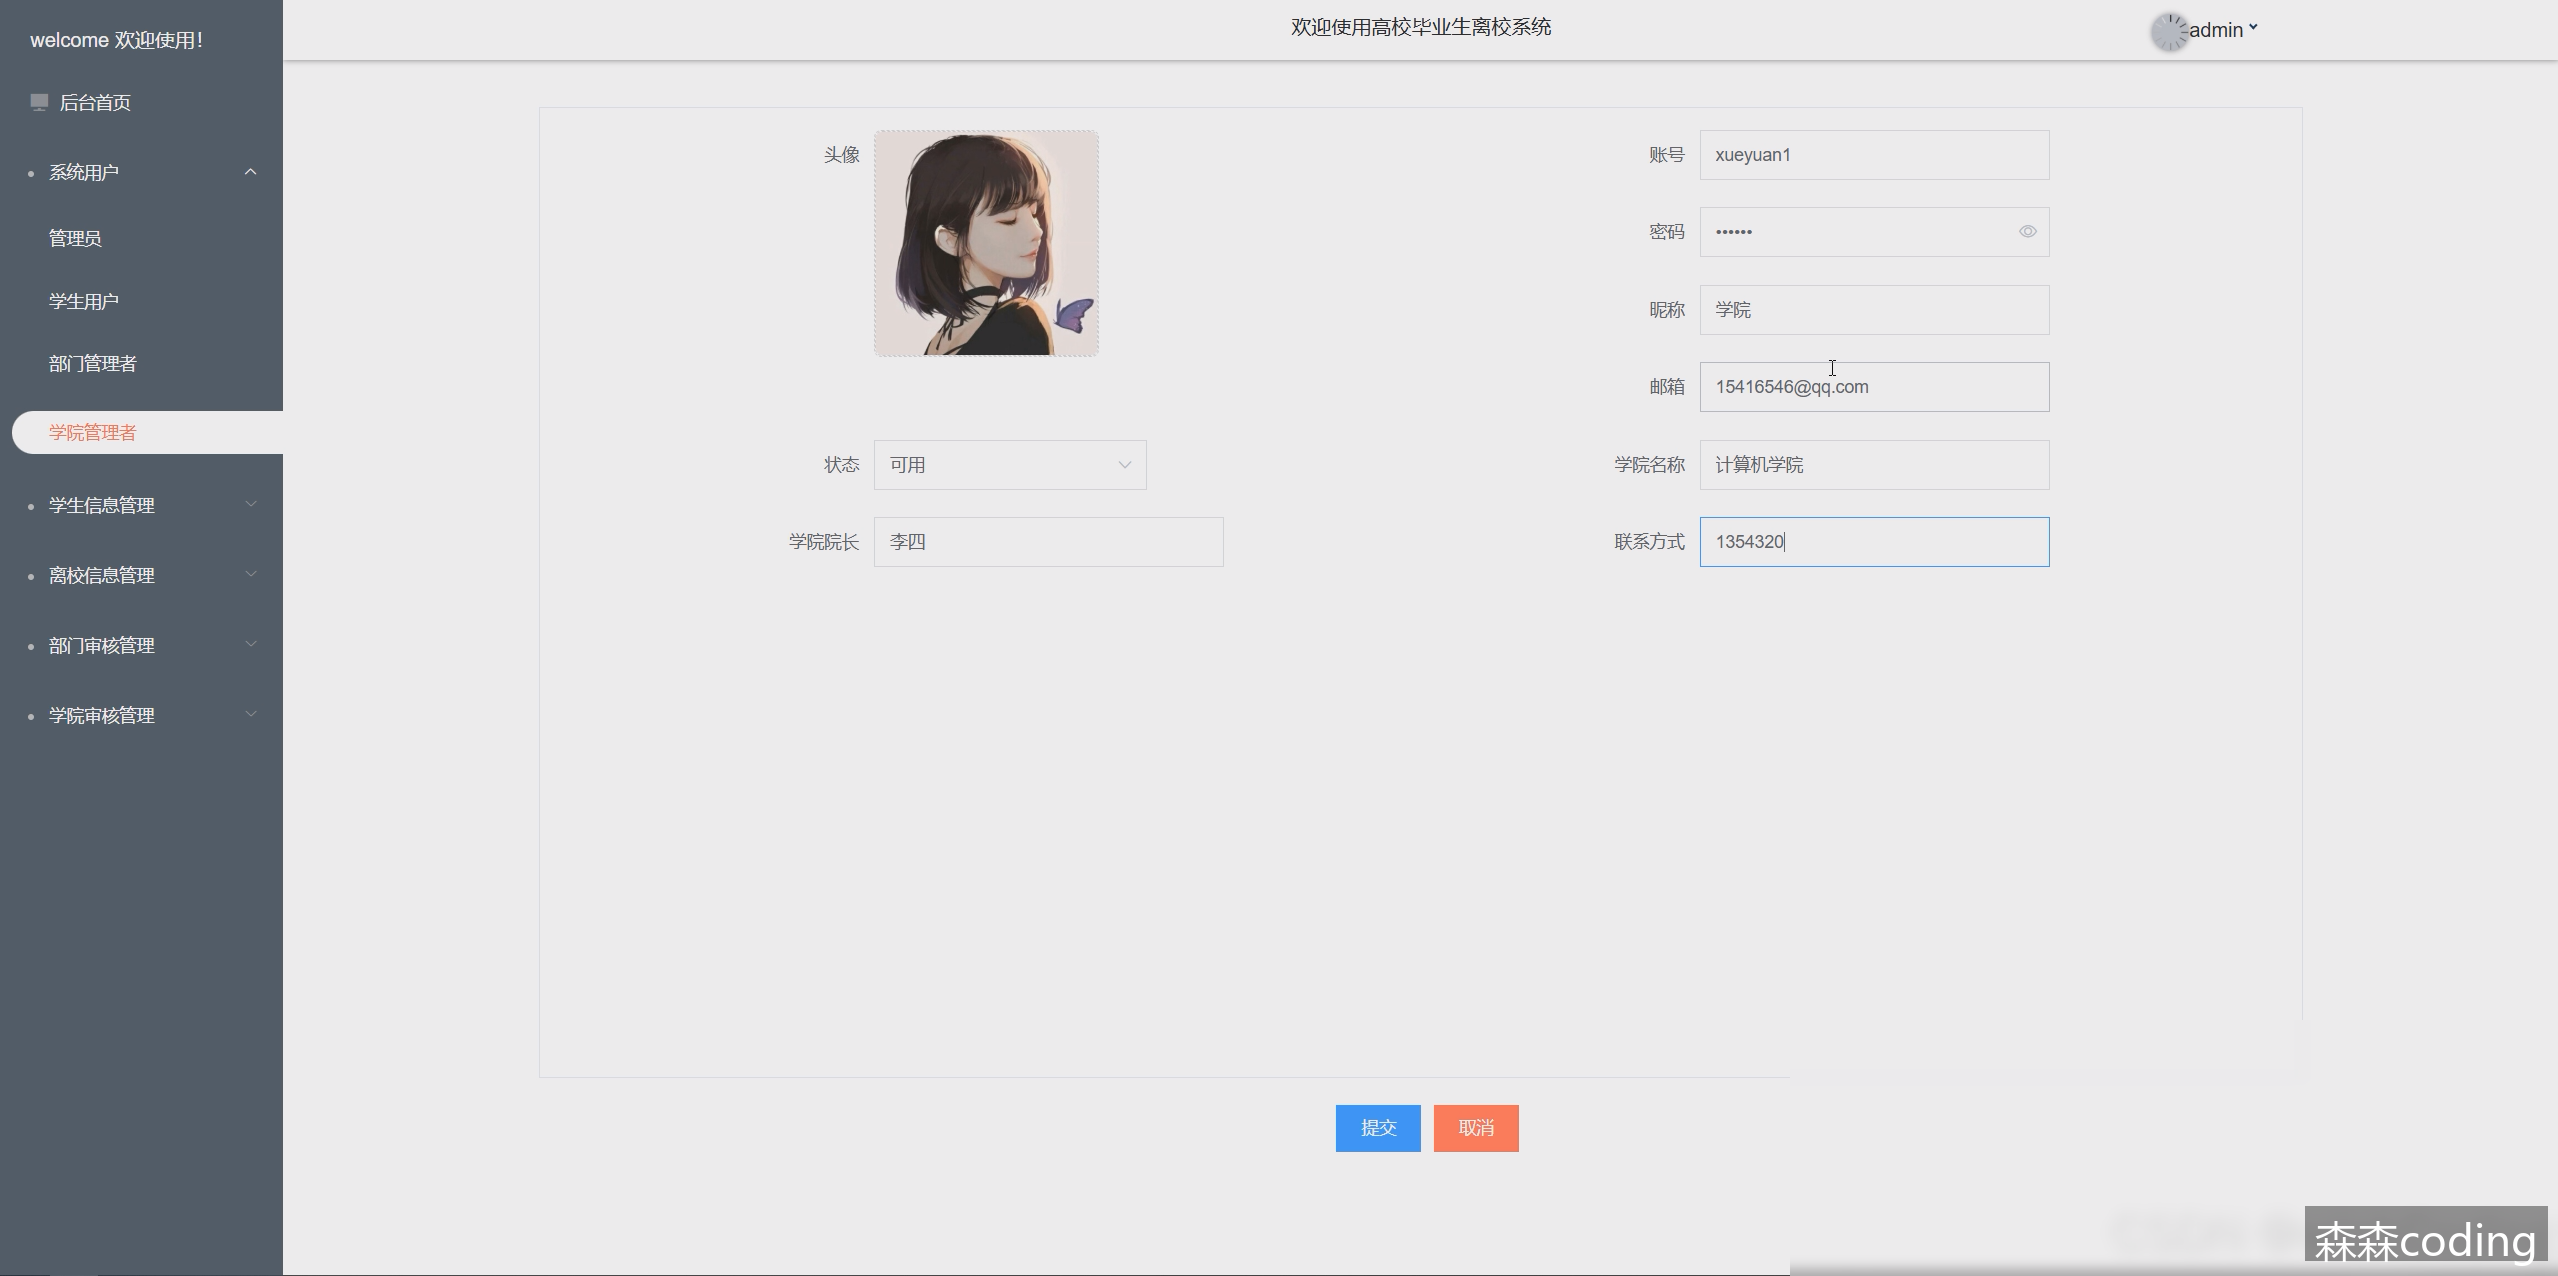 welcome 欢迎使用！
欢迎使用高校毕业生离校系统
admin
后台首页
系统用户
管理员
学生用户
部门管理者
学院管理者
学生信息管理
离校信息管理
部门审核管理
学院审核管理
头像
账号 xueyuan1
密码 ••••••
昵称 学院
邮箱 15416546@qq.com
状态 可用
学院名称 计算机学院
学院院长 李四
联系方式 1354320
提交 取消
森森coding